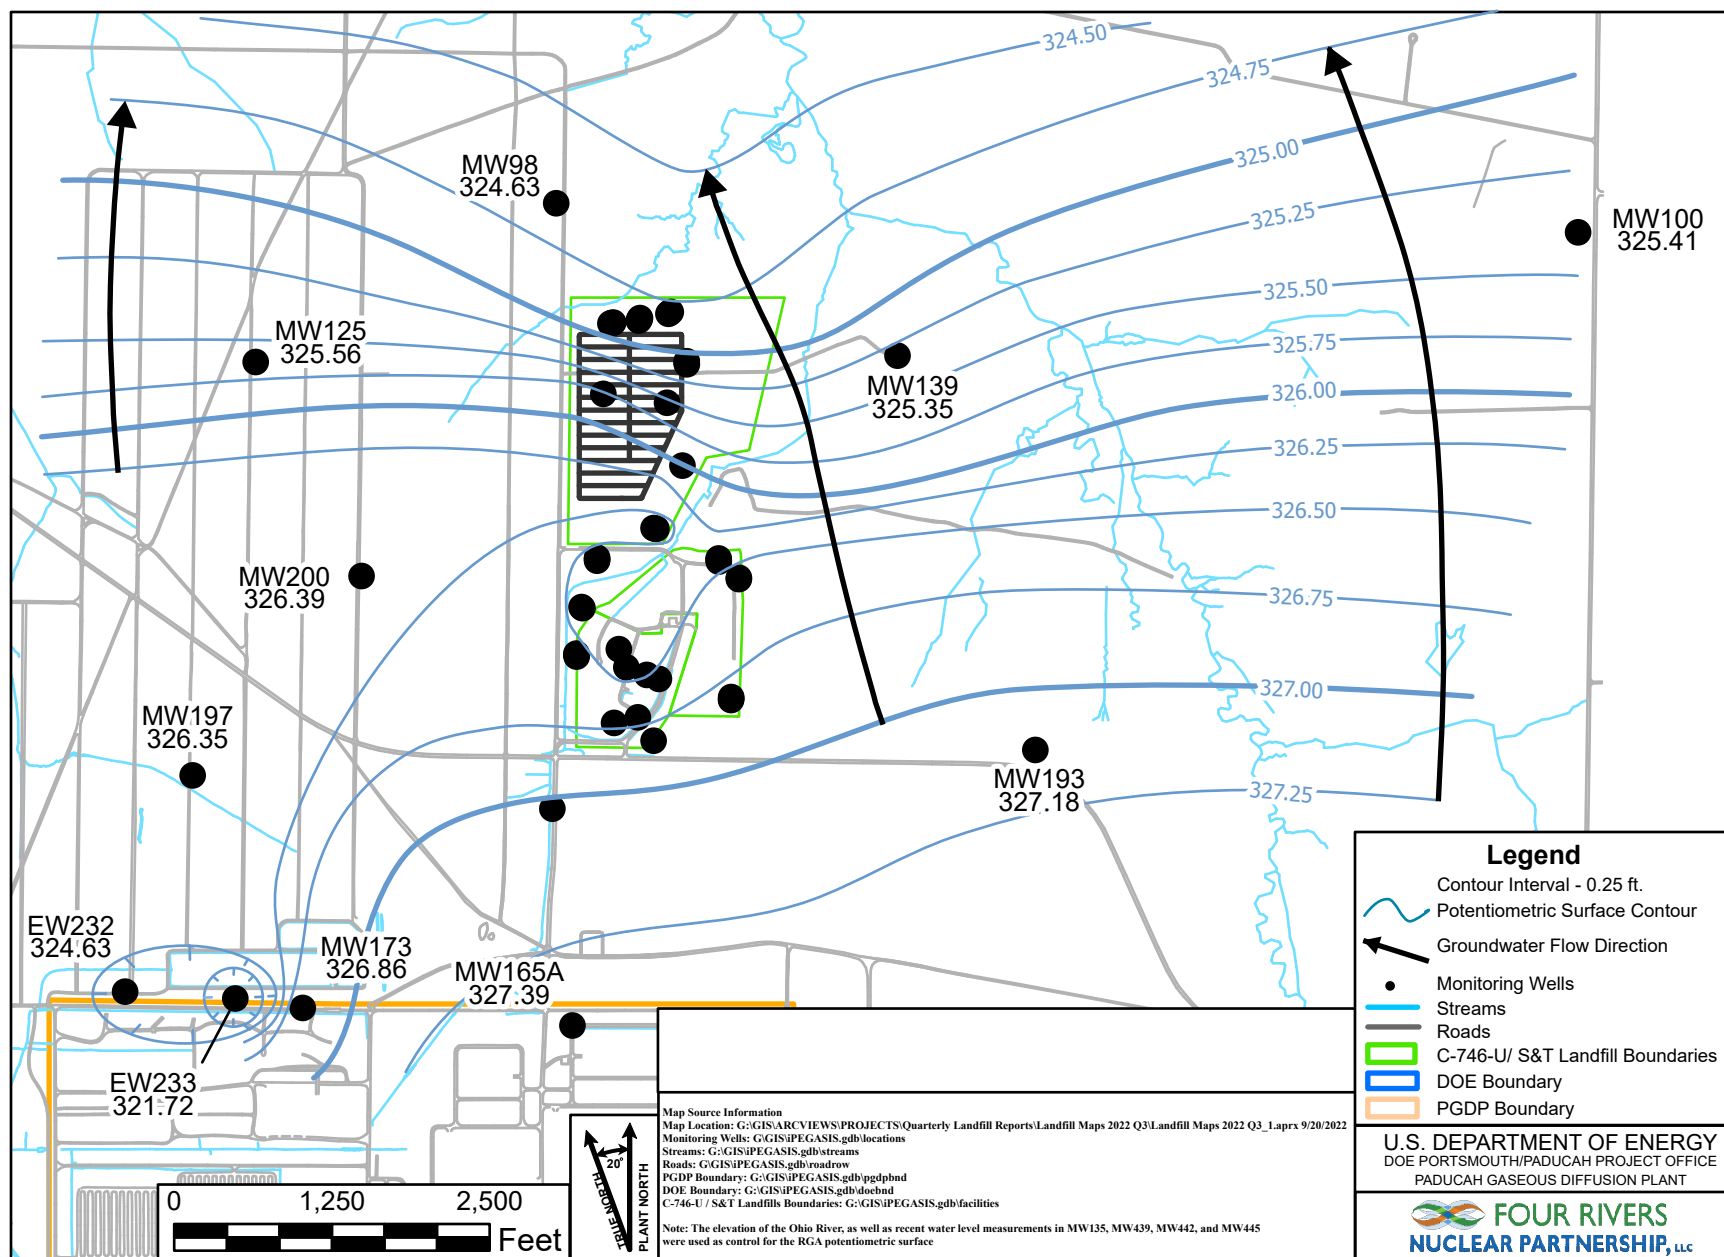 324.50
324.75
325.00
325.25
325.50
325.75
326.00
326.25
326.50
326.75
327.00
327.25
MW98
324.63
MW100
325.41
MW125
325.56
MW139
325.35
MW200
326.39
MW197
326.35
MW193
327.18
EW232
324.63
MW173
326.86
MW165A
327.39
EW233
321.72
Legend
Contour Interval - 0.25 ft.
Potentiometric Surface Contour
Groundwater Flow Direction
Monitoring Wells
Streams
Roads
C-746-U/ S&T Landfill Boundaries
DOE Boundary
PGDP Boundary
U.S. DEPARTMENT OF ENERGY
DOE PORTSMOUTH/PADUCAH PROJECT OFFICE
PADUCAH GASEOUS DIFFUSION PLANT
FOUR RIVERS
NUCLEAR PARTNERSHIP, LLC
Map Source Information
Map Location: G:\GIS\ARCVIEWS\PROJECTS\Quarterly Landfill Reports\Landfill Maps 2022 Q3\Landfill Maps 2022 Q3_1.aprx 9/20/2022
Monitoring Wells: G\GIS\iPEGASIS.gdb\locations
Streams: G:\GIS\iPEGASIS.gdb\streams
Roads: G\GIS\iPEGASIS.gdb\roadrow
PGDP Boundary: G:\GIS\iPEGASIS.gdb\pgdpbnd
DOE Boundary: G:\GIS\iPEGASIS.gdb\doebnd
C-746-U / S&T Landfills Boundaries: G:\GIS\iPEGASIS.gdb\facilities
Note: The elevation of the Ohio River, as well as recent water level measurements in MW135, MW439, MW442, and MW445
were used as control for the RGA potentiometric surface
20°
TRUE NORTH
PLANT NORTH
0 1,250 2,500
Feet